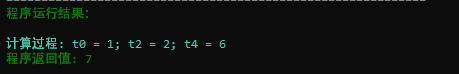 程序运行结果:
计算过程: t0 = 1; t2 = 2; t4 = 6
程序返回值: 7